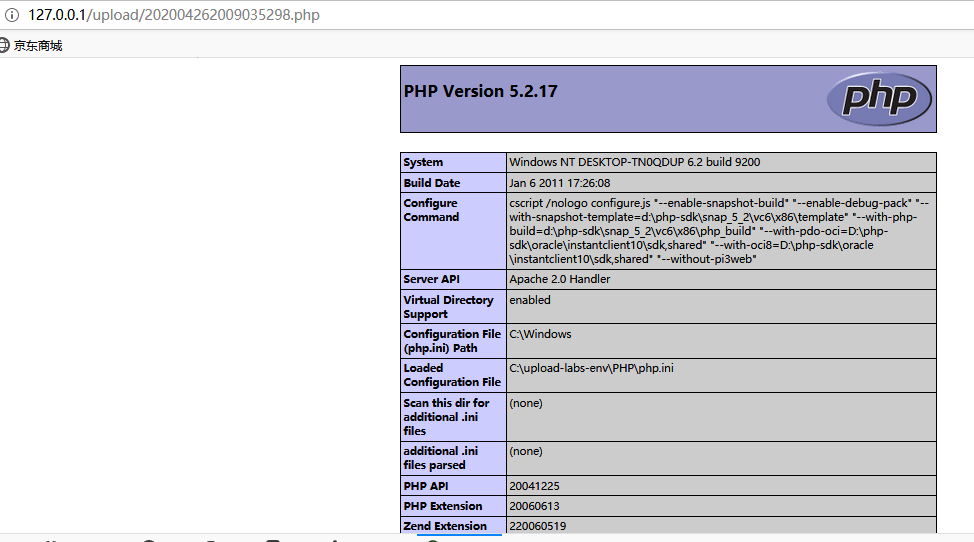 127.0.0.1/upload/202004262009035298.php
京东商城
PHP Version 5.2.17
php
System Windows NT DESKTOP-TN0QDUP 6.2 build 9200
Build Date Jan 6 2011 17:26:08
Configure Command cscript /nologo configure.js "--enable-snapshot-build" "--enable-debug-pack" "--
with-snapshot-template=d:\php-sdk\snap_5_2\vc6\x86\template" "--with-php-
build=d:\php-sdk\snap_5_2\vc6\x86\php_build" "--with-pdo-oci=D:\php-
sdk\oracle\instantclient10\sdk,shared" "--with-oci8=D:\php-sdk\oracle
\instantclient10\sdk,shared" "--without-pi3web"
Server API Apache 2.0 Handler
Virtual Directory Support enabled
Configuration File (php.ini) Path C:\Windows
Loaded Configuration File C:\upload-labs-env\PHP\php.ini
Scan this dir for additional .ini files (none)
additional .ini files parsed (none)
PHP API 20041225
PHP Extension 20060613
Zend Extension 220060519